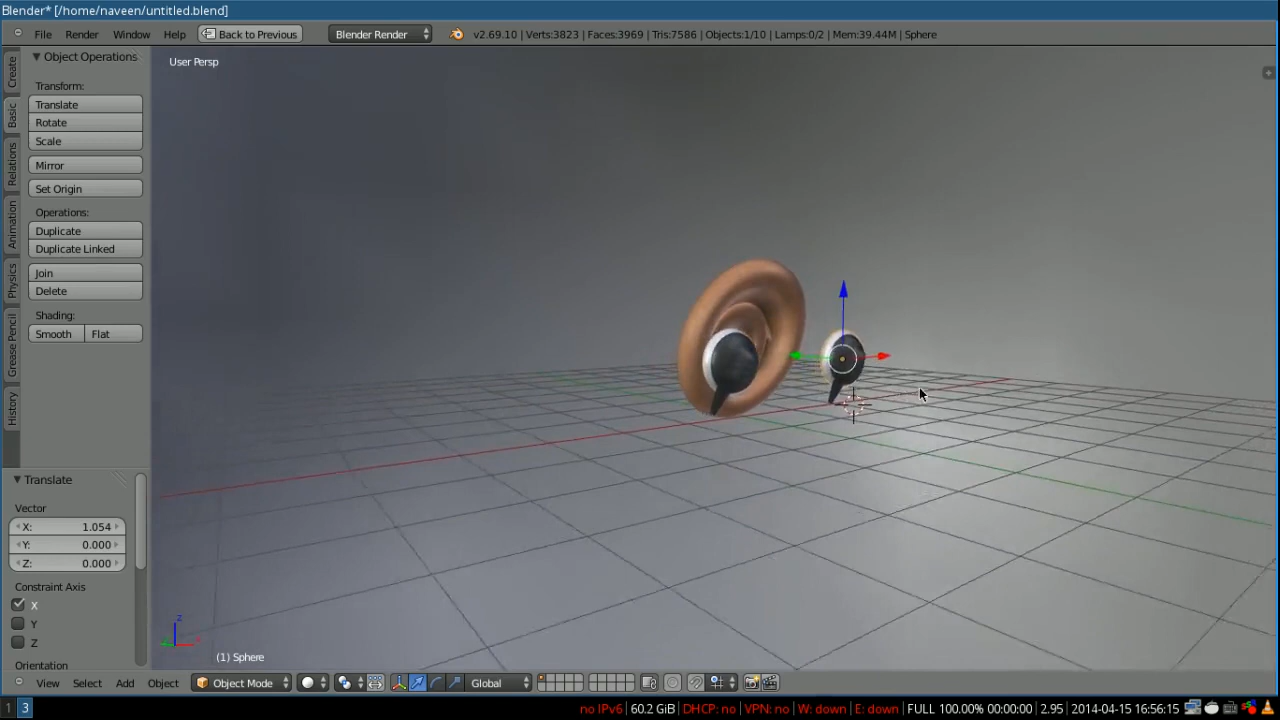 Blender* [/home/naveen/untitled.blend]
File Render Window Help Back to Previous Blender Render v2.69.10 | Verts:3823 | Faces:3969 | Tris:7586 | Objects:1/10 | Lamps:0/2 | Mem:39.44M | Sphere
Create
Basic
Relations
Animation
Physics
Grease Pencil
History
Object Operations
Transform:
Translate
Rotate
Scale
Mirror
Set Origin
Operations:
Duplicate
Duplicate Linked
Join
Delete
Shading:
Smooth Flat
Translate
Vector
X: 1.054
Y: 0.000
Z: 0.000
Constraint Axis
X
Y
Z
Orientation
User Persp
z
(1) Sphere
View Select Add Object Object Mode Global
1 3 no IPv6 | 60.2 GiB | DHCP: no | VPN: no | W: down | E: down | FULL 100.00% 00:00:00 | 2.95 | 2014-04-15 16:56:15